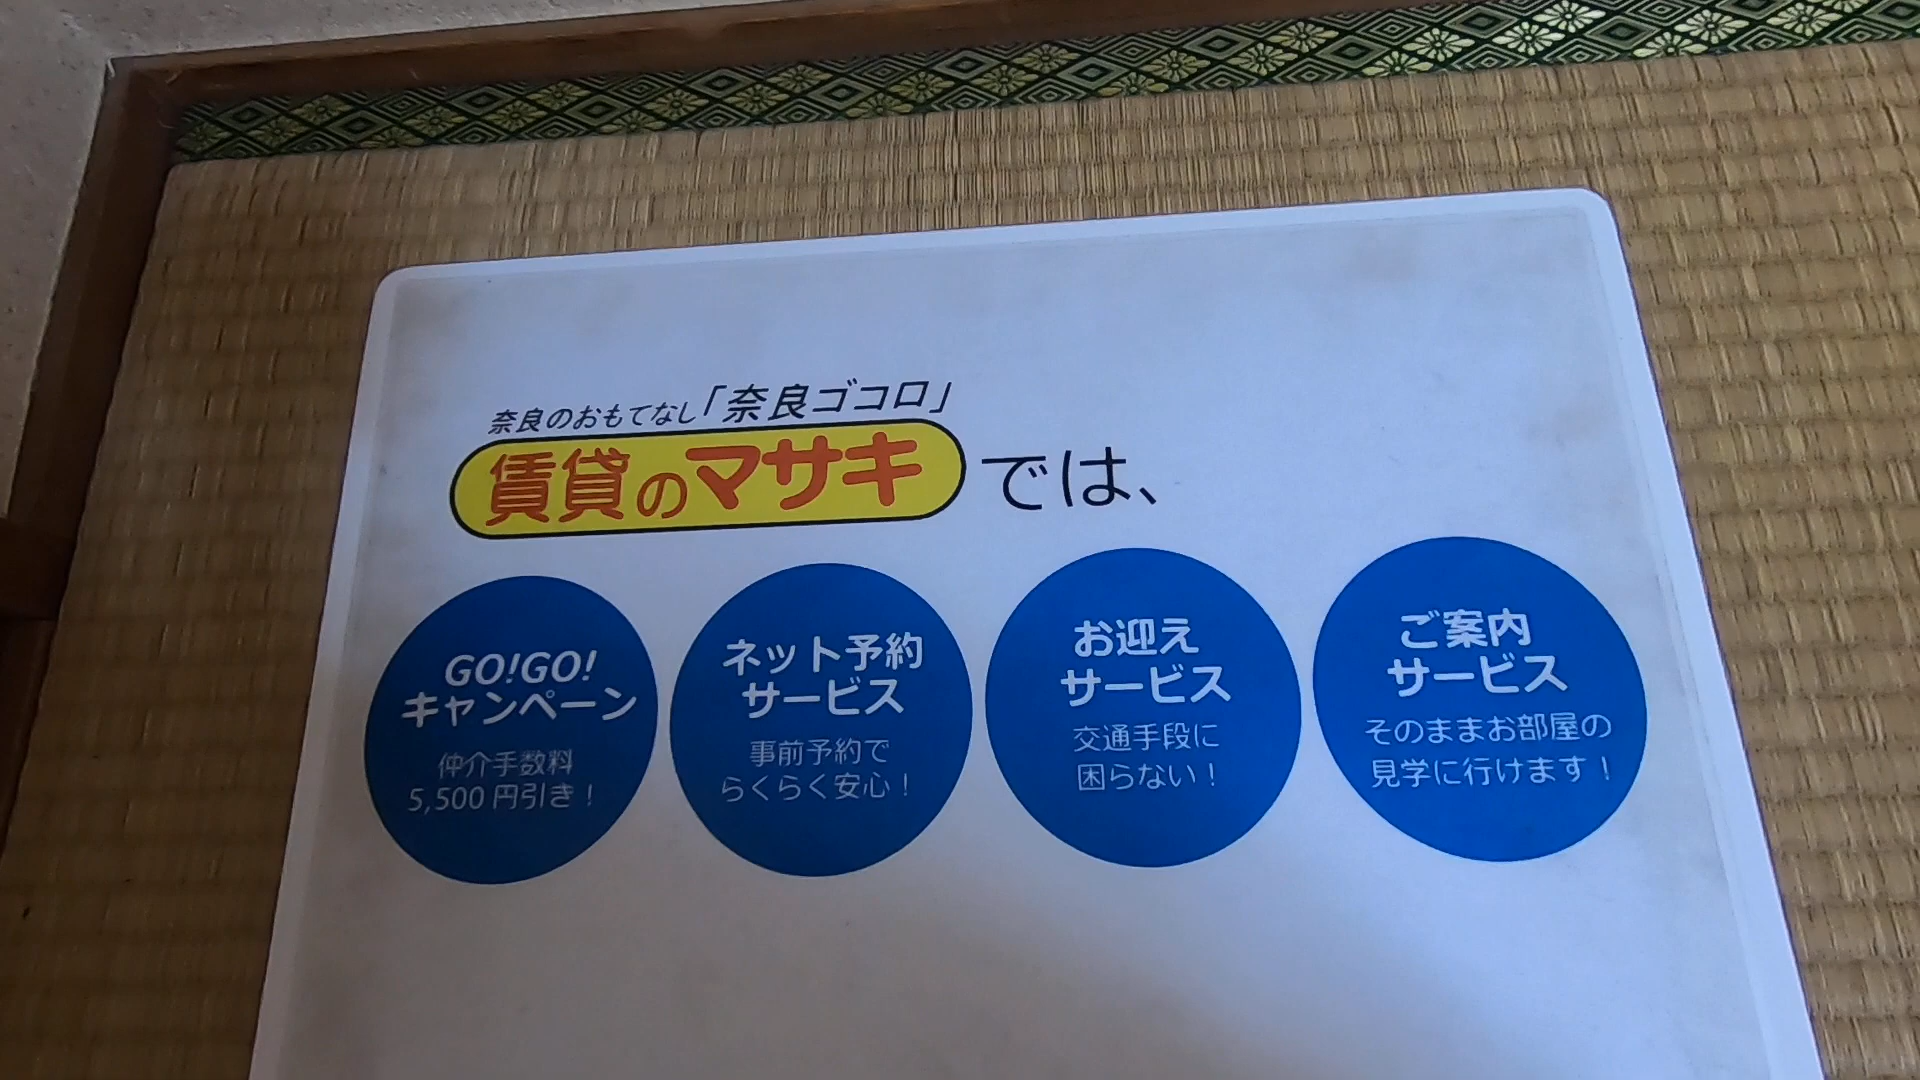 奈良のおもてなし「奈良ゴコロ」
賃貸のマサキでは、
GO!GO!
キャンペーン
仲介手数料
5,500円引き！
ネット予約
サービス
事前予約で
らくらく安心！
お迎え
サービス
交通手段に
困らない！
ご案内
サービス
そのままお部屋の
見学に行けます！